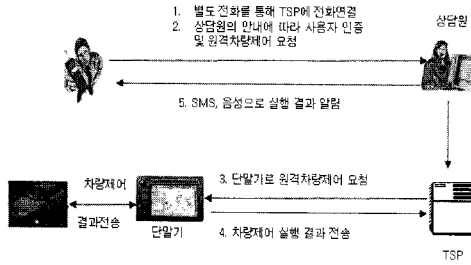 1. 별도 전화를 통해 TSP에 전화연결
2. 상담원의 안내에 따라 사용자 인증
및 원격차량제어 요청
상담원
5. SMS, 음성으로 실행 결과 알림
차량제어
결과전송
단말기
3. 단말기로 원격차량제어 요청
4. 차량제어 실행 결과 전송
TSP